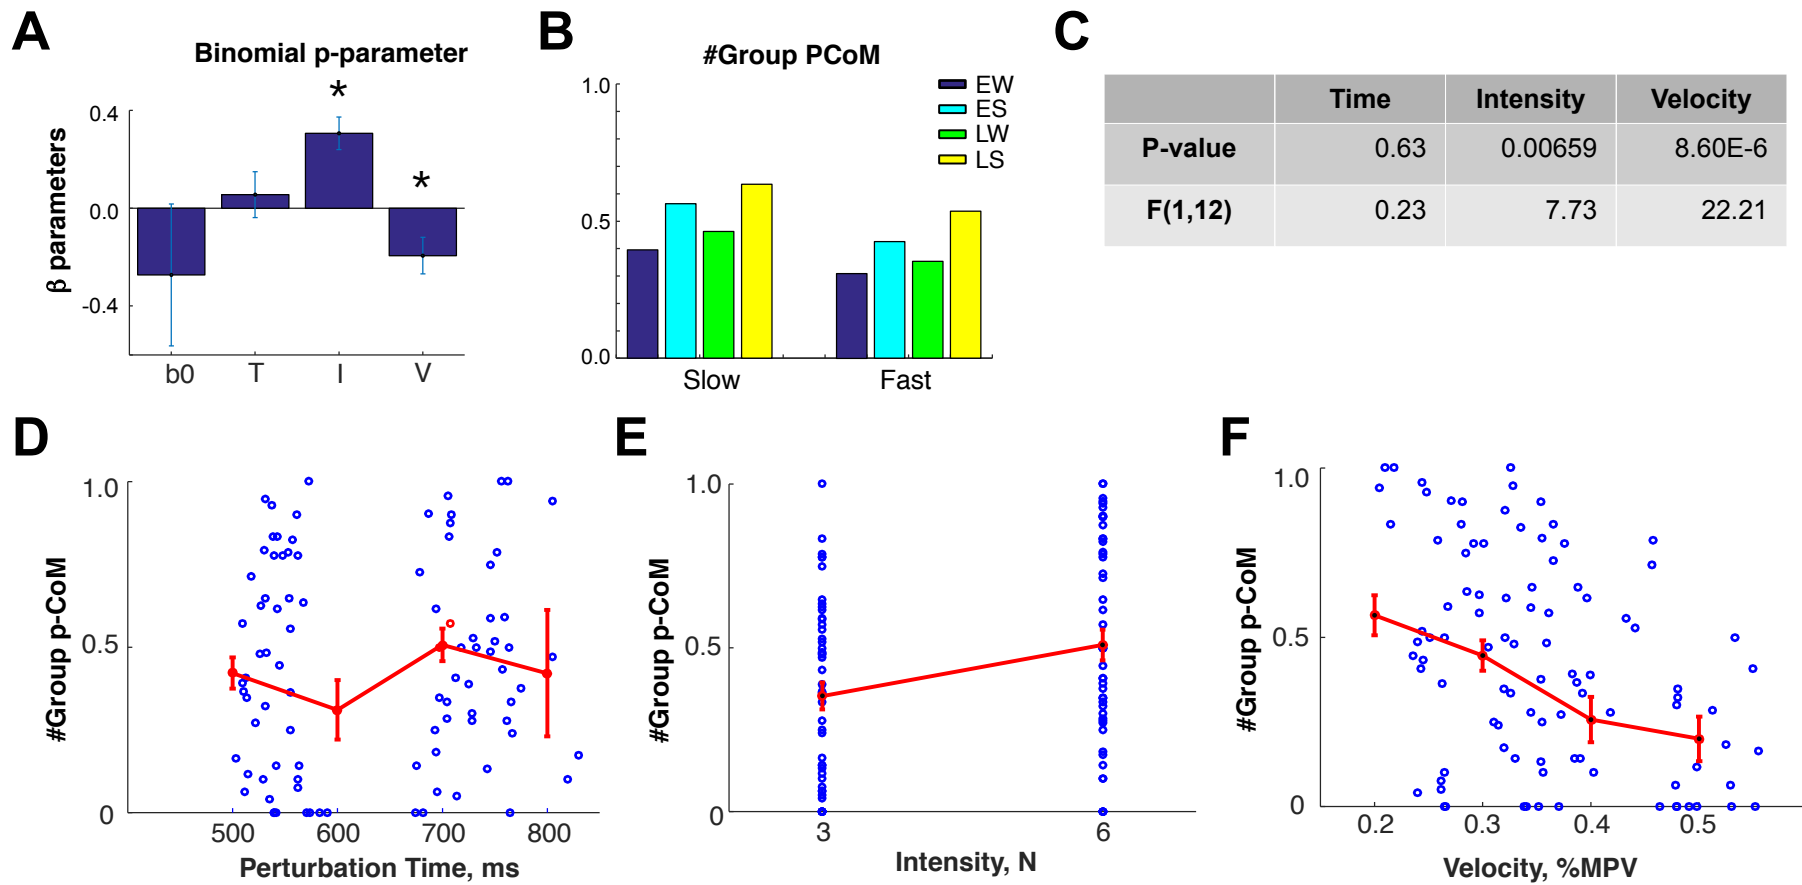 A
Binomial p-parameter
*
*
0.4
0.0
-0.4
β parameters
b0 T I V
B
#Group PCoM
EW
ES
LW
LS
1.0
0.5
0.0
Slow Fast
C
Time Intensity Velocity
P-value 0.63 0.00659 8.60E-6
F(1,12) 0.23 7.73 22.21
D
#Group p-CoM
1.0
0.5
0
500 600 700 800
Perturbation Time, ms
E
#Group p-CoM
1.0
0.5
0
3 6
Intensity, N
F
#Group p-CoM
1.0
0.5
0
0.2 0.3 0.4 0.5
Velocity, %MPV